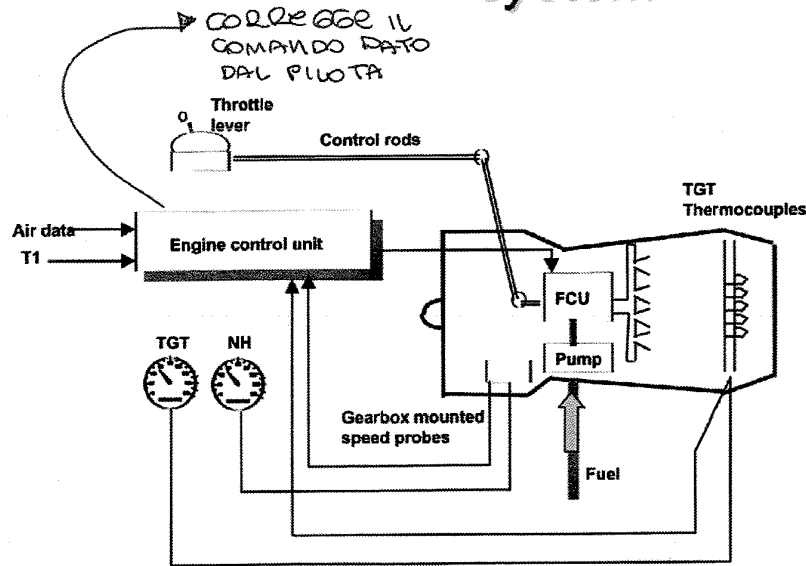 CORREGGE IL
COMANDO DATO
DAL PILOTA
Throttle
lever
Control rods
TGT
Thermocouples
Air data
T1
Engine control unit
FCU
TGT
NH
Pump
Gearbox mounted
speed probes
Fuel